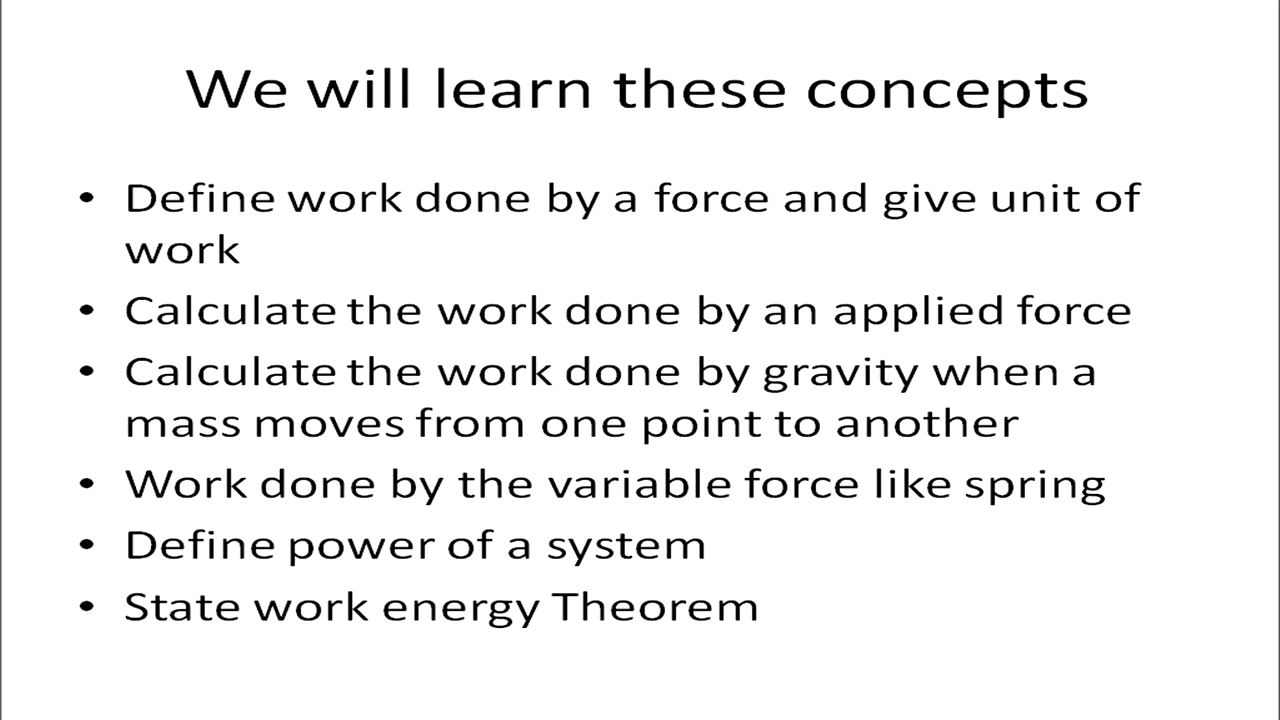 We will learn these concepts
• Define work done by a force and give unit of
work
• Calculate the work done by an applied force
• Calculate the work done by gravity when a
mass moves from one point to another
• Work done by the variable force like spring
• Define power of a system
• State work energy Theorem